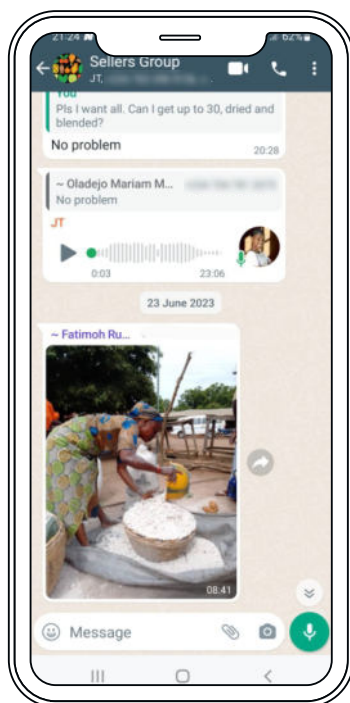 21:24
62%
Sellers Group
JT,
You
Pls I want all. Can I get up to 30, dried and
blended?
No problem
20:28
~ Oladejo Mariam M...
No problem
JT
0:03
23:06
23 June 2023
~ Fatimoh Ru...
08:41
Message